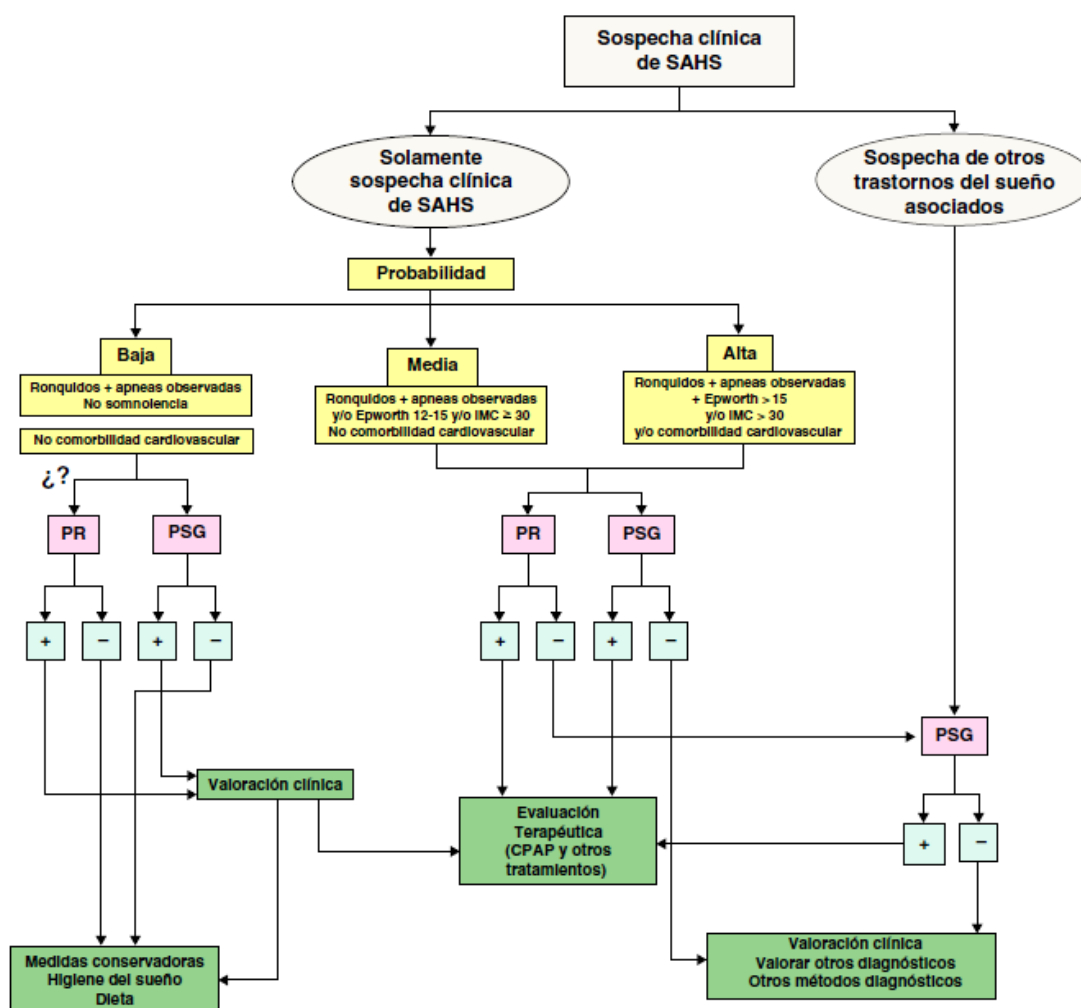 Sospecha clínica
de SAHS
Solamente
sospecha clínica
de SAHS
Sospecha de otros
trastornos del sueño
asociados
Probabilidad
Baja
Ronquidos + apneas observadas
No somnolencia
No comorbilidad cardiovascular
Media
Ronquidos + apneas observadas
y/o Epworth 12-15 y/o IMC ≥ 30
No comorbilidad cardiovascular
Alta
Ronquidos + apneas observadas
+ Epworth > 15
y/o IMC > 30
y/o comorbilidad cardiovascular
¿?
PR
PSG
PR
PSG
+
−
+
−
+
−
+
−
PSG
+
−
Valoración clínica
Evaluación
Terapéutica
(CPAP y otros
tratamientos)
Medidas conservadoras
Higiene del sueño
Dieta
Valoración clínica
Valorar otros diagnósticos
Otros métodos diagnósticos